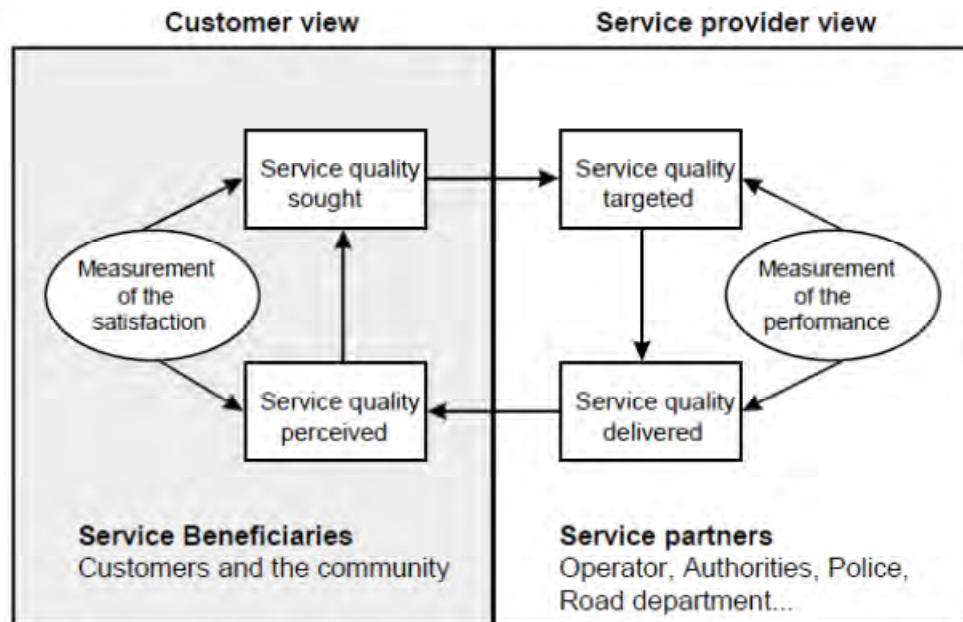 Customer view
Service provider view
Service quality
sought
Service quality
targeted
Measurement
of the
satisfaction
Measurement
of the
performance
Service quality
perceived
Service quality
delivered
Service Beneficiaries
Customers and the community
Service partners
Operator, Authorities, Police,
Road department...